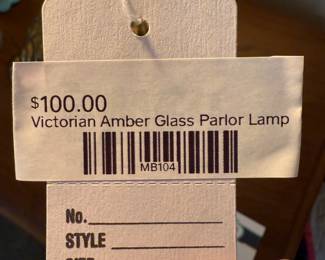 $100.00
Victorian Amber Glass Parlor Lamp
MB104
No.
STYLE